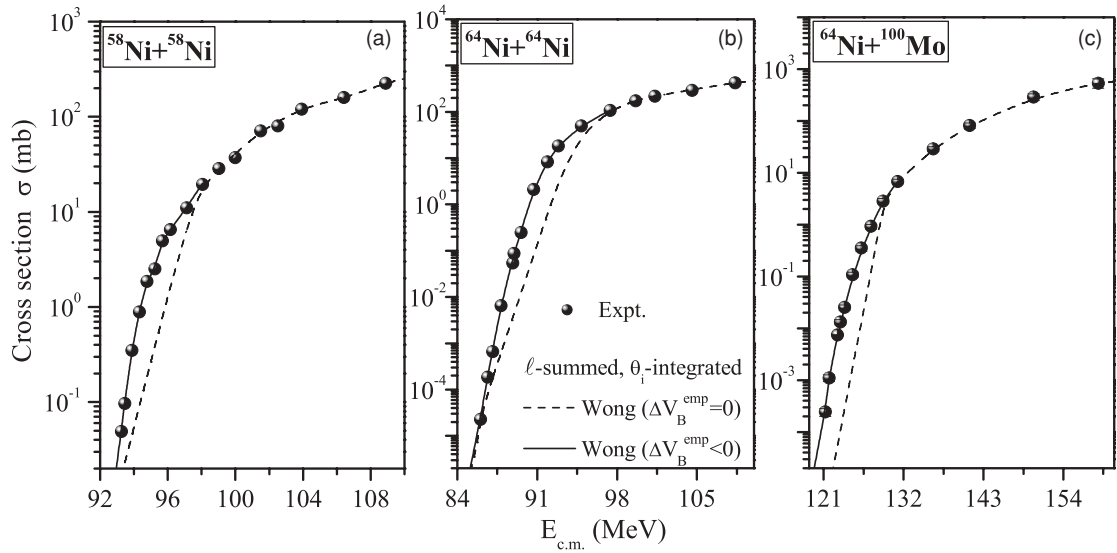 Cross section σ (mb)
⁵⁸Ni+⁵⁸Ni
(a)
10³
10²
10¹
10⁰
10⁻¹
92 96 100 104 108
⁶⁴Ni+⁶⁴Ni
(b)
10⁴
10²
10⁰
10⁻²
10⁻⁴
Expt.
ℓ-summed, θᵢ-integrated
Wong (ΔV_B^emp=0)
Wong (ΔV_B^emp<0)
84 91 98 105
⁶⁴Ni+¹⁰⁰Mo
(c)
10³
10¹
10⁻¹
10⁻³
121 132 143 154
E_c.m. (MeV)